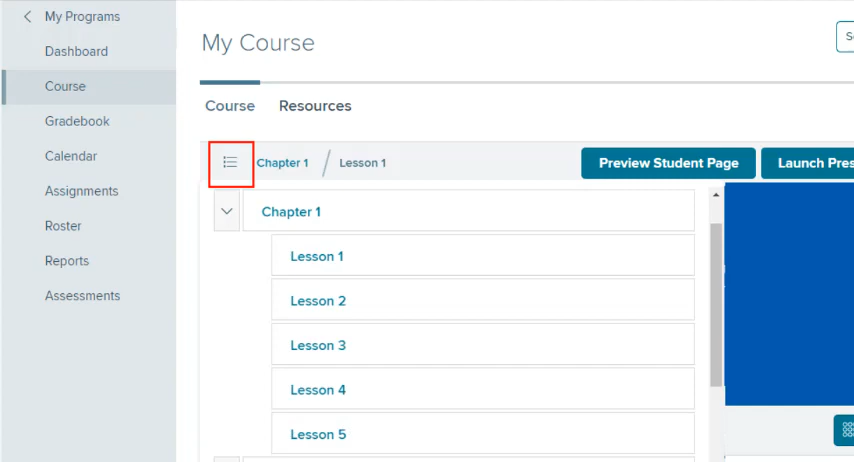 My Programs
Dashboard
Course
Gradebook
Calendar
Assignments
Roster
Reports
Assessments
My Course
Course Resources
Chapter 1 / Lesson 1
Preview Student Page
Launch Pres
Chapter 1
Lesson 1
Lesson 2
Lesson 3
Lesson 4
Lesson 5